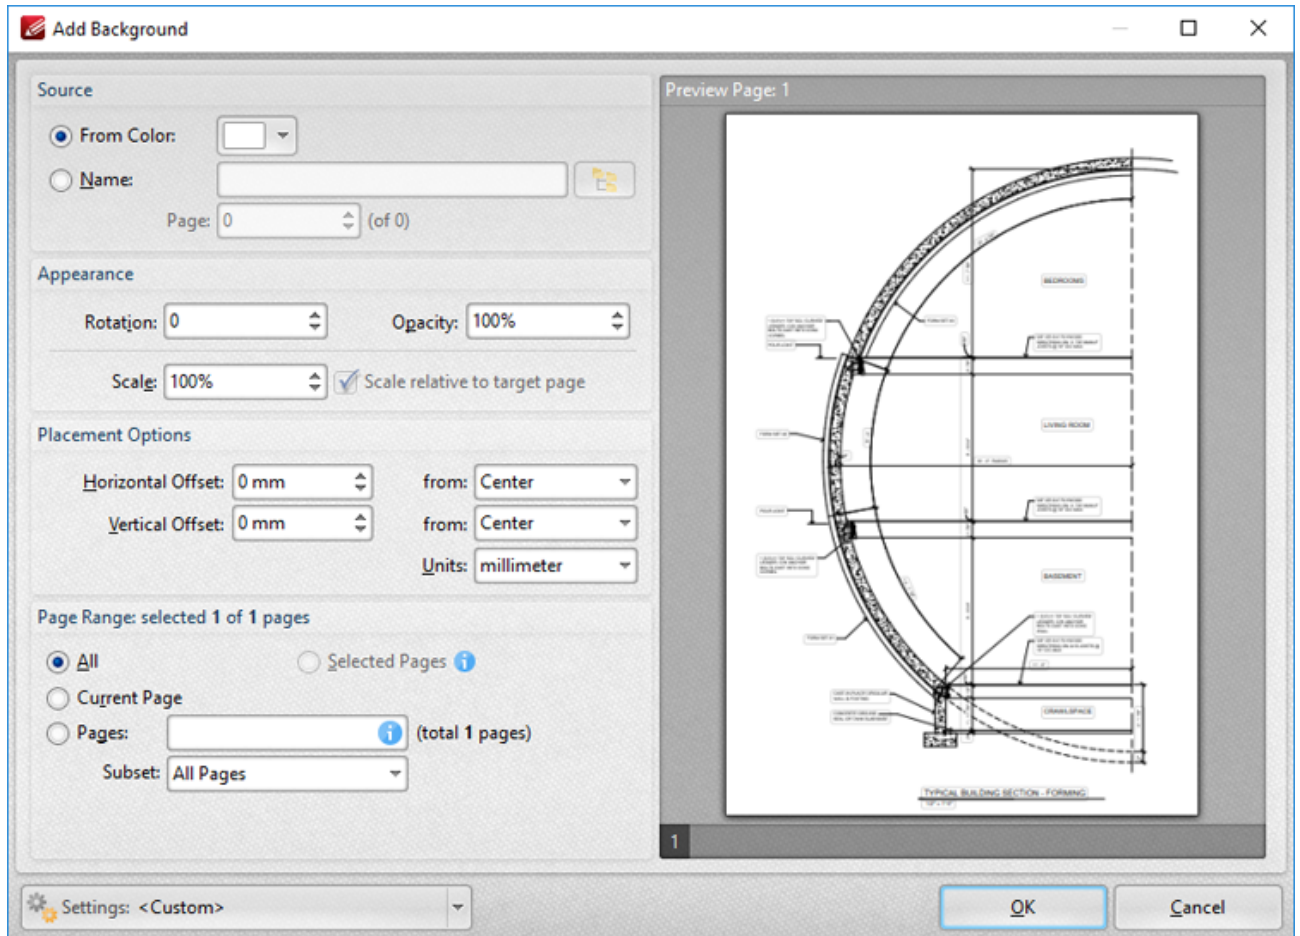 Add Background
Source
From Color:
Name:
Page: 0 (of 0)
Appearance
Rotation: 0 Opacity: 100%
Scale: 100% Scale relative to target page
Placement Options
Horizontal Offset: 0 mm from: Center
Vertical Offset: 0 mm from: Center
Units: millimeter
Page Range: selected 1 of 1 pages
All Selected Pages
Current Page
Pages: (total 1 pages)
Subset: All Pages
Preview Page: 1
BEDROOMS
LIVING ROOM
BASEMENT
CRAWLSPACE
TYPICAL BUILDING SECTION - FORMING
1
Settings: <Custom>
OK
Cancel